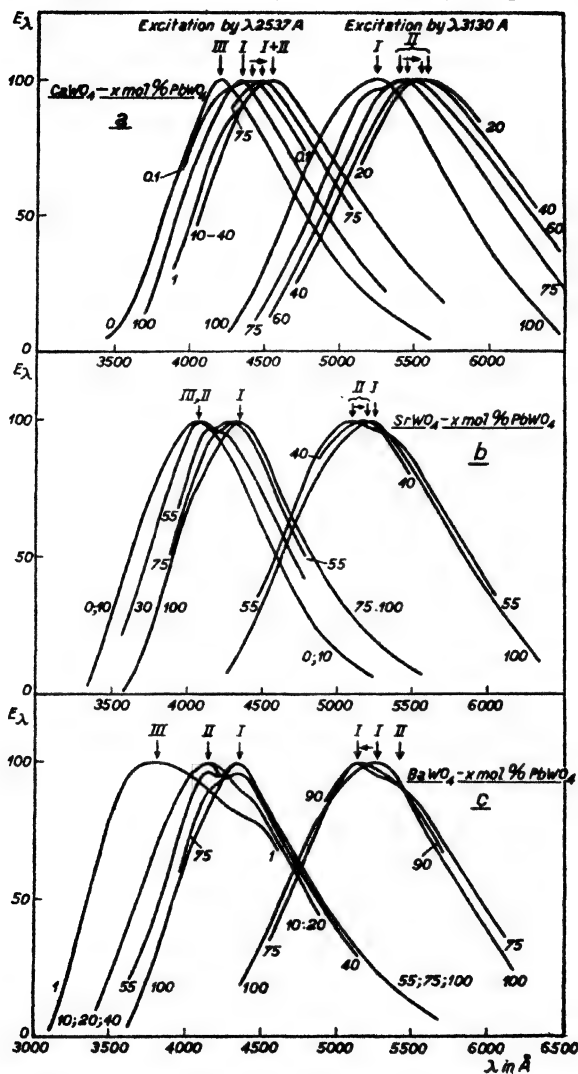 Eλ
Excitation by λ2537 A
Excitation by λ3130 A
III
I
I+II
I
II
100
CaWO4 – x mol % PbWO4
a
75
0.1
0.1
20
20
75
50
10–40
1
40
40
60
60
75
75
0
100
100
100
0
3500
4000
4500
5000
5500
6000
Eλ
III,II
I
II
I
100
SrWO4 – x mol % PbWO4
b
40
40
55
55
75
50
100
55
55
75·100
0;10
30
0;10
100
0
3500
4000
4500
5000
5500
6000
Eλ
III
II
I
I
I
II
100
BaWO4 – x mol % PbWO4
c
90
75
1
90
50
10:20
75
75
40
55
100
100
55;75;100
100
1
10;20;40
0
3000
3500
4000
4500
5000
5500
6000
6500
λ in Å